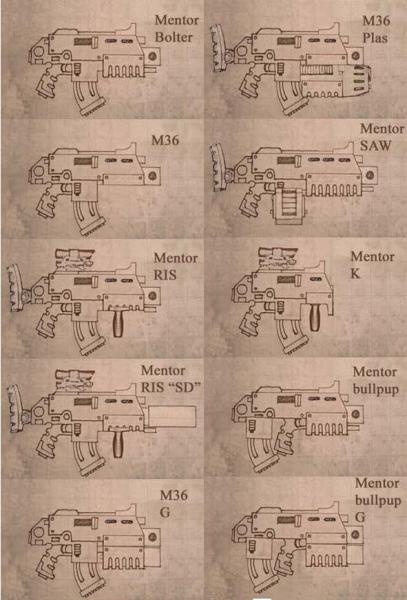 Mentor
Bolter
M36
Plas
M36
Mentor
SAW
Mentor
RIS
Mentor
K
Mentor
RIS "SD"
Mentor
bullpup
M36
G
Mentor
bullpup
G